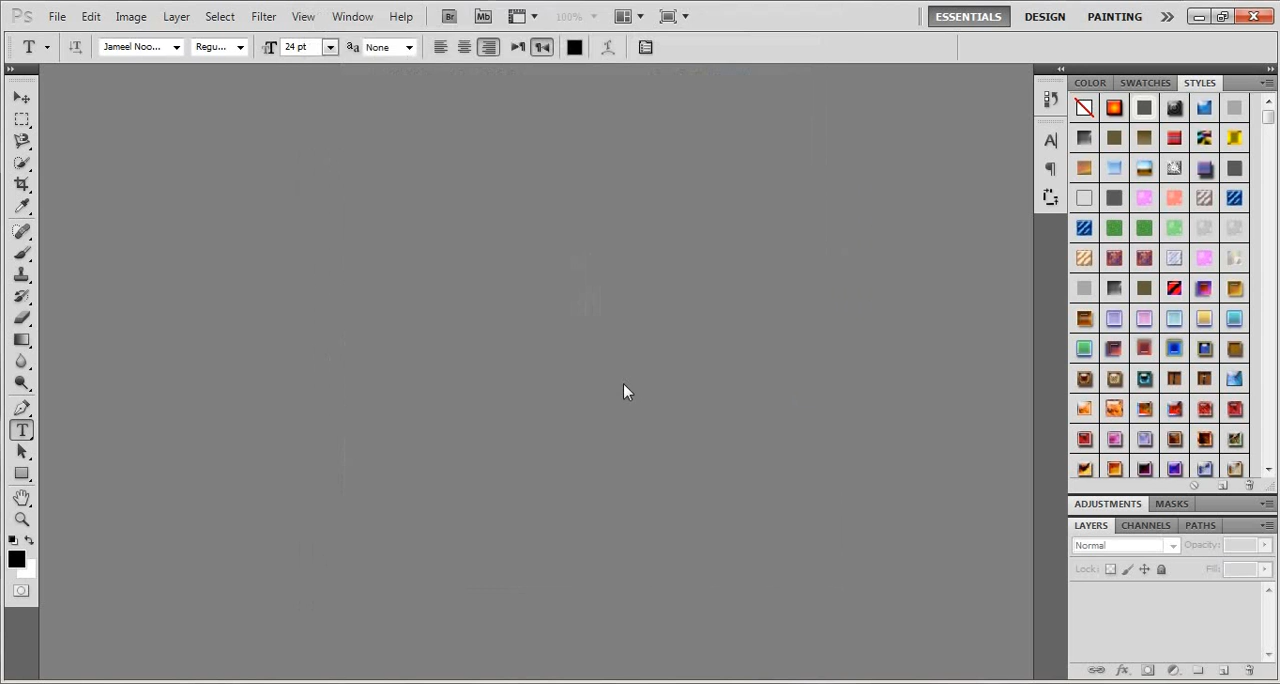 Ps File Edit Image Layer Select Filter View Window Help Br Mb 100% ESSENTIALS DESIGN PAINTING
T Jameel Noo... Regu... 24 pt aa None
COLOR SWATCHES STYLES
ADJUSTMENTS MASKS
LAYERS CHANNELS PATHS
Normal Opacity:
Lock: Fill: